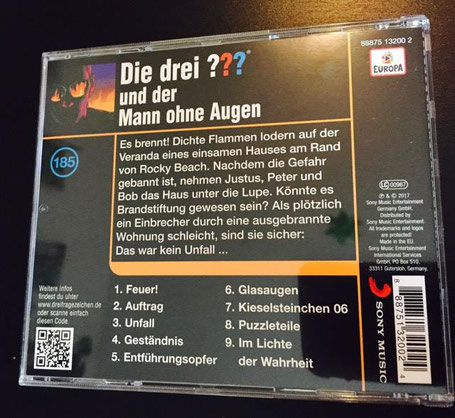 88875 13200 2
EUROPA
Die drei ???®
und der
Mann ohne Augen
185
Es brennt! Dichte Flammen lodern auf der
Veranda eines einsamen Hauses am Rand
von Rocky Beach. Nachdem die Gefahr
gebannt ist, nehmen Justus, Peter und
Bob das Haus unter die Lupe. Könnte es
Brandstiftung gewesen sein? Als plötzlich
ein Einbrecher durch eine ausgebrannte
Wohnung schleicht, sind sie sicher:
Das war kein Unfall ...
LC 00967
℗ & © 2017
Sony Music Entertainment
Germany GmbH.
Distributed by
Sony Music Entertainment.
All trademarks and logos
are protected!
Made in the EU.
Sony Music Entertainment
International Services
GmbH, PO Box 510,
33311 Gütersloh, Germany.
Weitere Infos
findest du unter
www.dreifragezeichen.de
oder scanne einfach
diesen Code.
1. Feuer!
2. Auftrag
3. Unfall
4. Geständnis
5. Entführungsopfer
6. Glasaugen
7. Kieselsteinchen 06
8. Puzzleteile
9. Im Lichte
der Wahrheit
SONY MUSIC
8 88751 32002 4